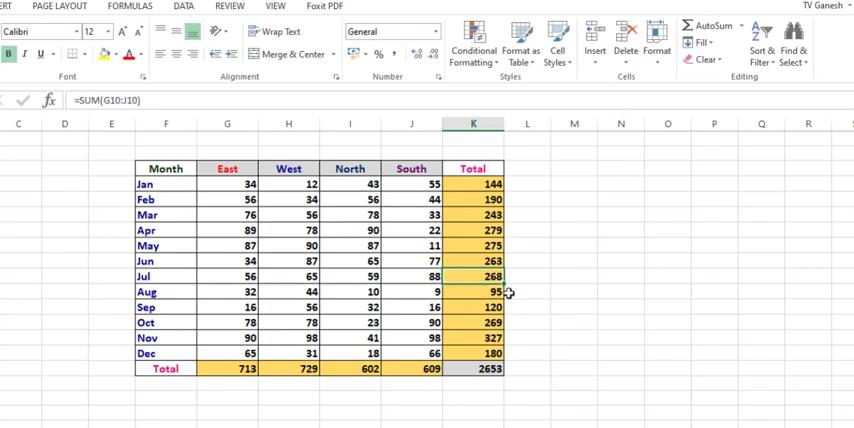 ERT PAGE LAYOUT FORMULAS DATA REVIEW VIEW Foxit PDF TV Ganesh
Calibri 12 A A Wrap Text General Conditional Formatting Format as Table Cell Styles Insert Delete Format AutoSum Fill Clear Sort & Filter Find & Select
B I U A Merge & Center % , .0 .00 .00 .0
Font Alignment Number Styles Cells Editing
fx =SUM(G10:J10)
C D E F G H I J K L M N O P Q R
Month East West North South Total
Jan 34 12 43 55 144
Feb 56 34 56 44 190
Mar 76 56 78 33 243
Apr 89 78 90 22 279
May 87 90 87 11 275
Jun 34 87 65 77 263
Jul 56 65 59 88 268
Aug 32 44 10 9 95
Sep 16 56 32 16 120
Oct 78 78 23 90 269
Nov 90 98 41 98 327
Dec 65 31 18 66 180
Total 713 729 602 609 2653